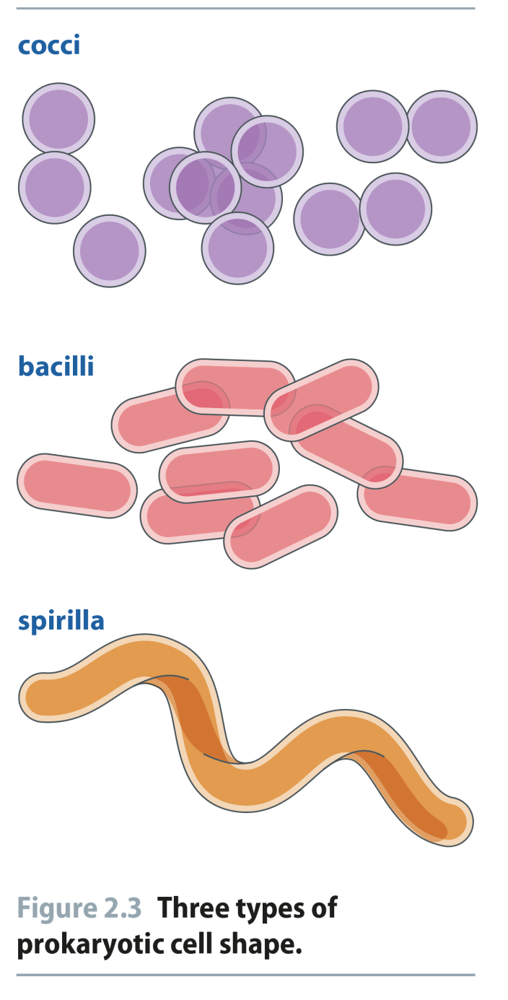 cocci
bacilli
spirilla
Figure 2.3 Three types of
prokaryotic cell shape.